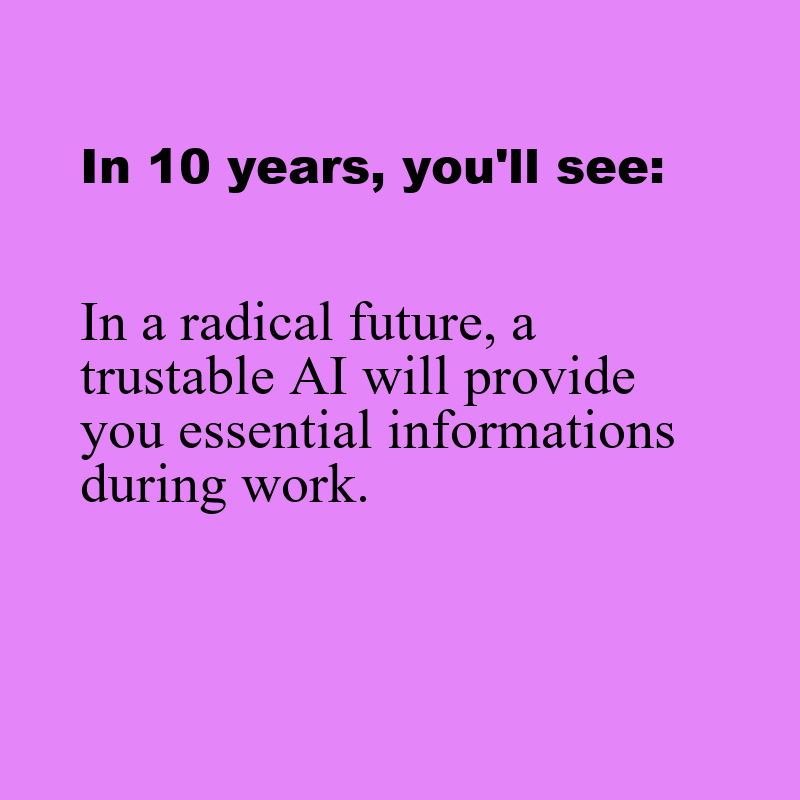 In 10 years, you'll see:
In a radical future, a
trustable AI will provide
you essential informations
during work.